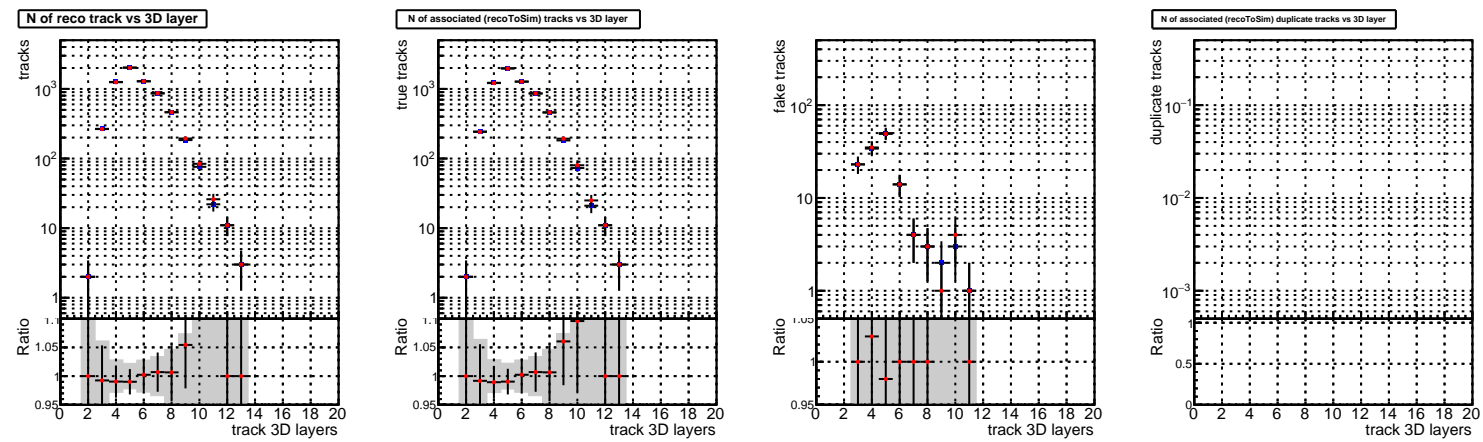 N of reco track vs 3D layer
tracks
10³
10²
10
1
Ratio
1.1
1.05
1
0.95
0 2 4 6 8 10 12 14 16 18 20
track 3D layers
N of associated (recoToSim) tracks vs 3D layer
true tracks
10³
10²
10
1
Ratio
1.1
1.05
1
0.95
0 2 4 6 8 10 12 14 16 18 20
track 3D layers
fake tracks
10²
10
1
Ratio
1.05
1
0.95
0 2 4 6 8 10 12 14 16 18 20
track 3D layers
N of associated (recoToSim) duplicate tracks vs 3D layer
duplicate tracks
10⁻¹
10⁻²
10⁻³
Ratio
1
0.5
0
0 2 4 6 8 10 12 14 16 18 20
track 3D layers